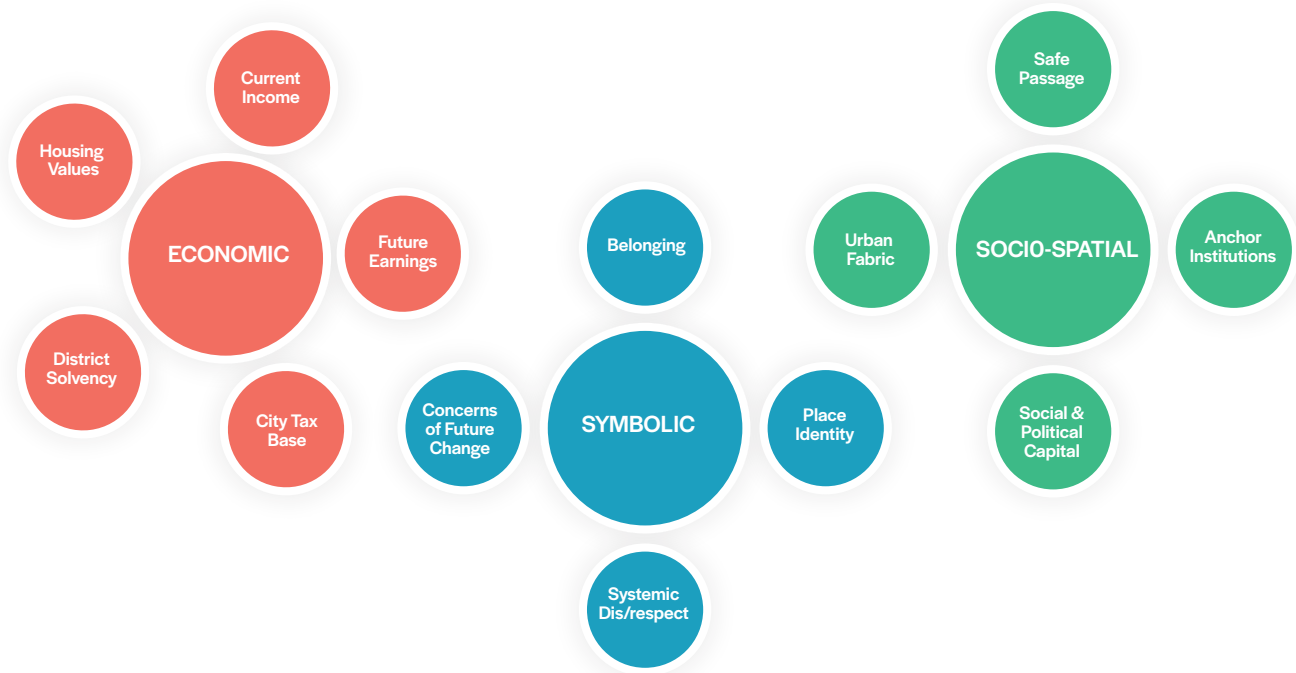 Current
Income
Housing
Values
ECONOMIC
Future
Earnings
District
Solvency
City Tax
Base
Belonging
Concerns
of Future
Change
SYMBOLIC
Place
Identity
Systemic
Dis/respect
Safe
Passage
Urban
Fabric
SOCIO-SPATIAL
Anchor
Institutions
Social &
Political
Capital